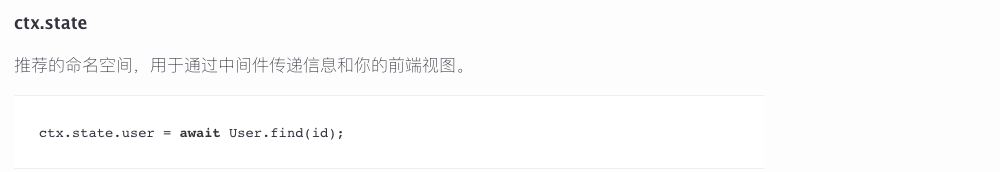 ctx.state
推荐的命名空间，用于通过中间件传递信息和你的前端视图。
ctx.state.user = await User.find(id);